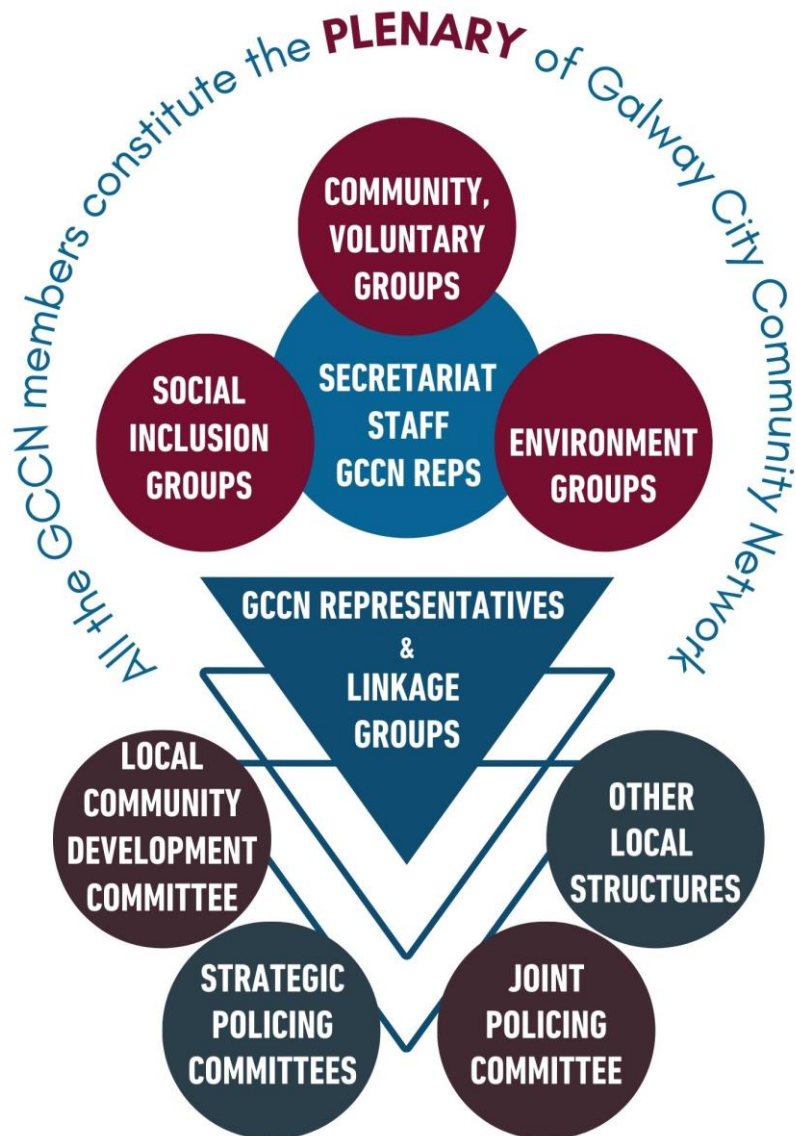 All the GCCN members constitute the PLENARY of Galway City Community Network
COMMUNITY,
VOLUNTARY
GROUPS
SOCIAL
INCLUSION
GROUPS
SECRETARIAT
STAFF
GCCN REPS
ENVIRONMENT
GROUPS
GCCN REPRESENTATIVES
&
LINKAGE
GROUPS
LOCAL
COMMUNITY
DEVELOPMENT
COMMITTEE
OTHER
LOCAL
STRUCTURES
STRATEGIC
POLICING
COMMITTEES
JOINT
POLICING
COMMITTEE